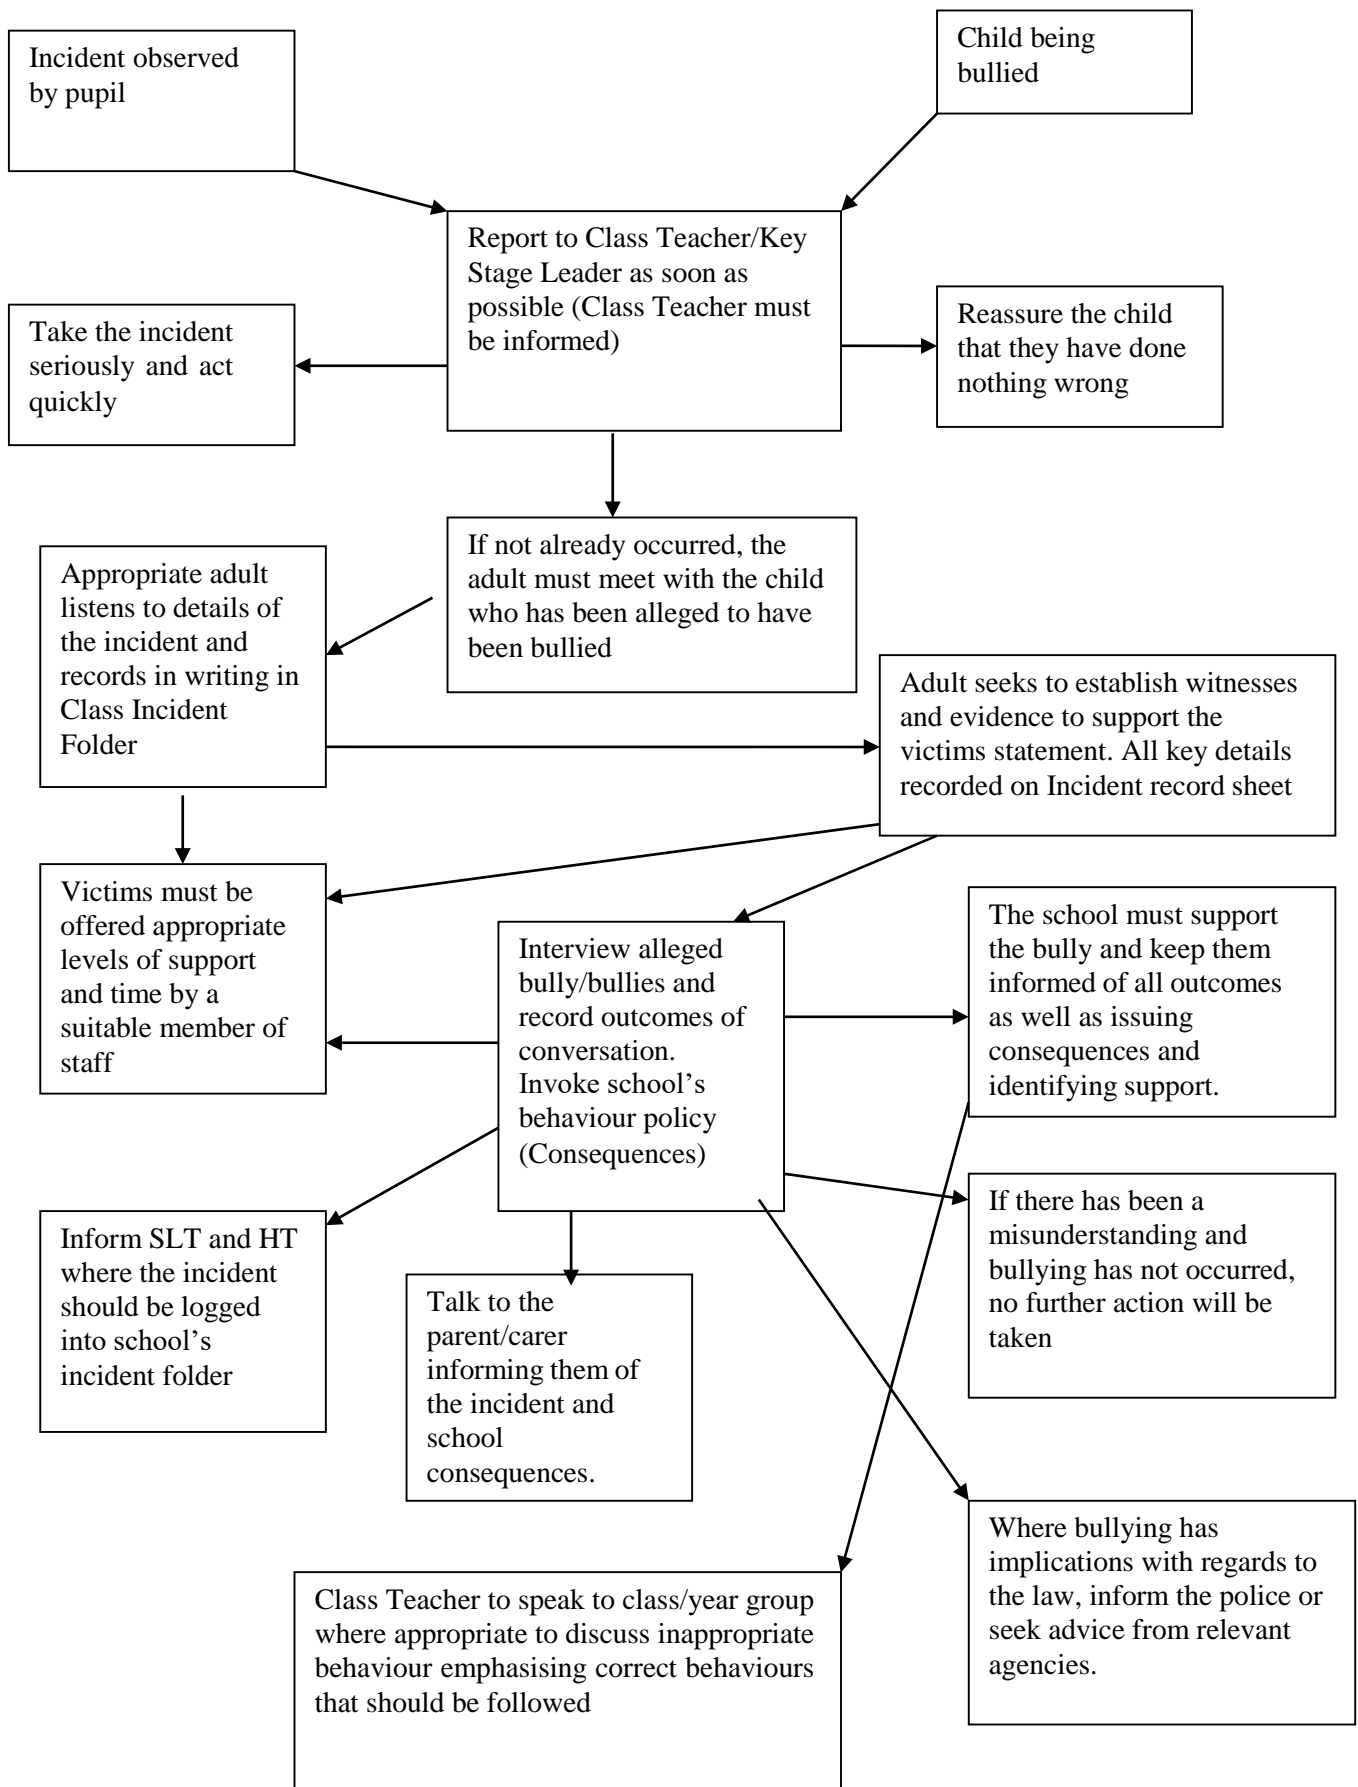 Incident observed
by pupil
Child being
bullied
Report to Class Teacher/Key
Stage Leader as soon as
possible (Class Teacher must
be informed)
Take the incident
seriously and act
quickly
Reassure the child
that they have done
nothing wrong
If not already occurred, the
adult must meet with the child
who has been alleged to have
been bullied
Appropriate adult
listens to details of
the incident and
records in writing in
Class Incident
Folder
Adult seeks to establish witnesses
and evidence to support the
victims statement. All key details
recorded on Incident record sheet
Victims must be
offered appropriate
levels of support
and time by a
suitable member of
staff
Interview alleged
bully/bullies and
record outcomes of
conversation.
Invoke school’s
behaviour policy
(Consequences)
The school must support
the bully and keep them
informed of all outcomes
as well as issuing
consequences and
identifying support.
If there has been a
misunderstanding and
bullying has not occurred,
no further action will be
taken
Inform SLT and HT
where the incident
should be logged
into school’s
incident folder
Talk to the
parent/carer
informing them of
the incident and
school
consequences.
Where bullying has
implications with regards to
the law, inform the police or
seek advice from relevant
agencies.
Class Teacher to speak to class/year group
where appropriate to discuss inappropriate
behaviour emphasising correct behaviours
that should be followed